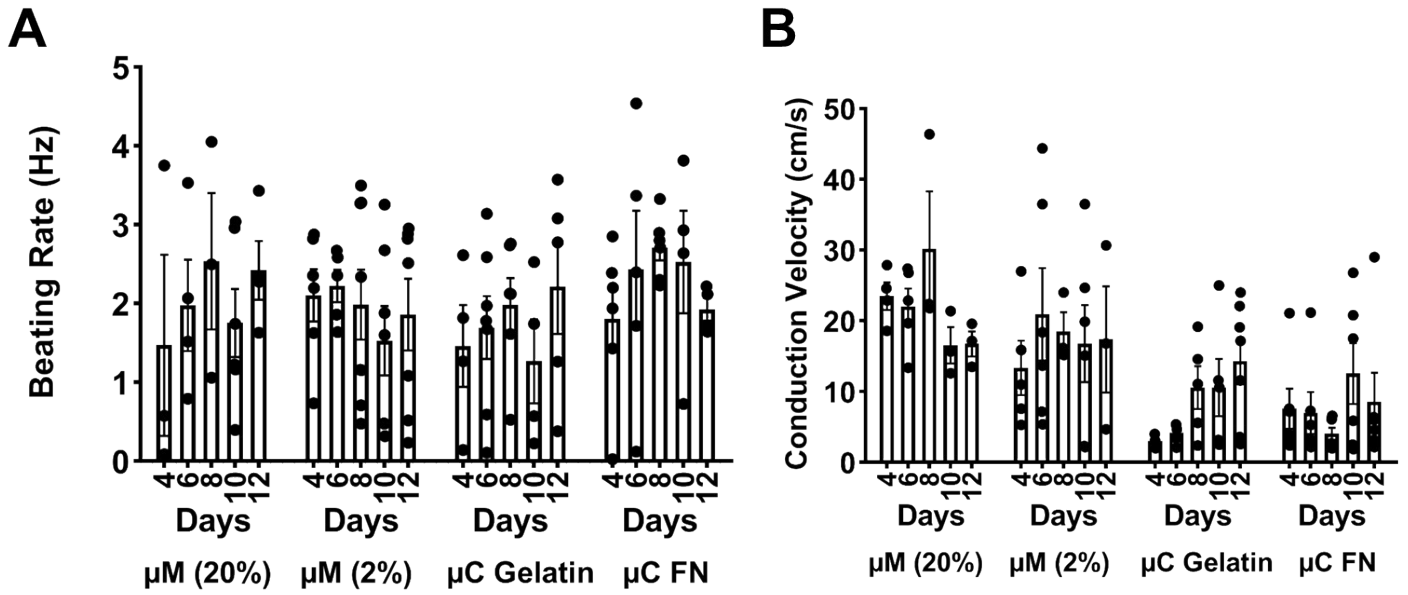 A
B
Beating Rate (Hz)
5
4
3
2
1
0
4 6 8 10 12 4 6 8 10 12 4 6 8 10 12 4 6 8 10 12
Days Days Days Days
µM (20%) µM (2%) µC Gelatin µC FN
Conduction Velocity (cm/s)
50
40
30
20
10
0
4 6 8 10 12 4 6 8 10 12 4 6 8 10 12 4 6 8 10 12
Days Days Days Days
µM (20%) µM (2%) µC Gelatin µC FN